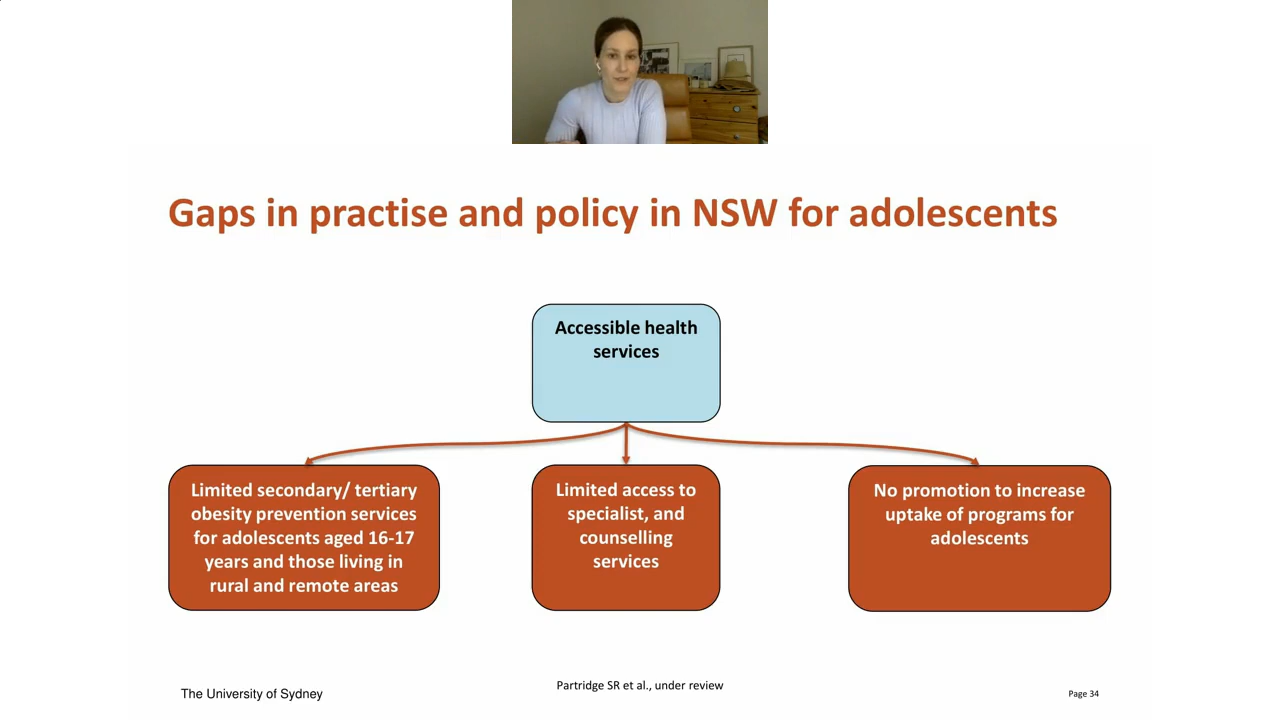 Gaps in practise and policy in NSW for adolescents
Accessible health
services
Limited secondary/ tertiary
obesity prevention services
for adolescents aged 16-17
years and those living in
rural and remote areas
Limited access to
specialist, and
counselling
services
No promotion to increase
uptake of programs for
adolescents
The University of Sydney
Partridge SR et al., under review
Page 34